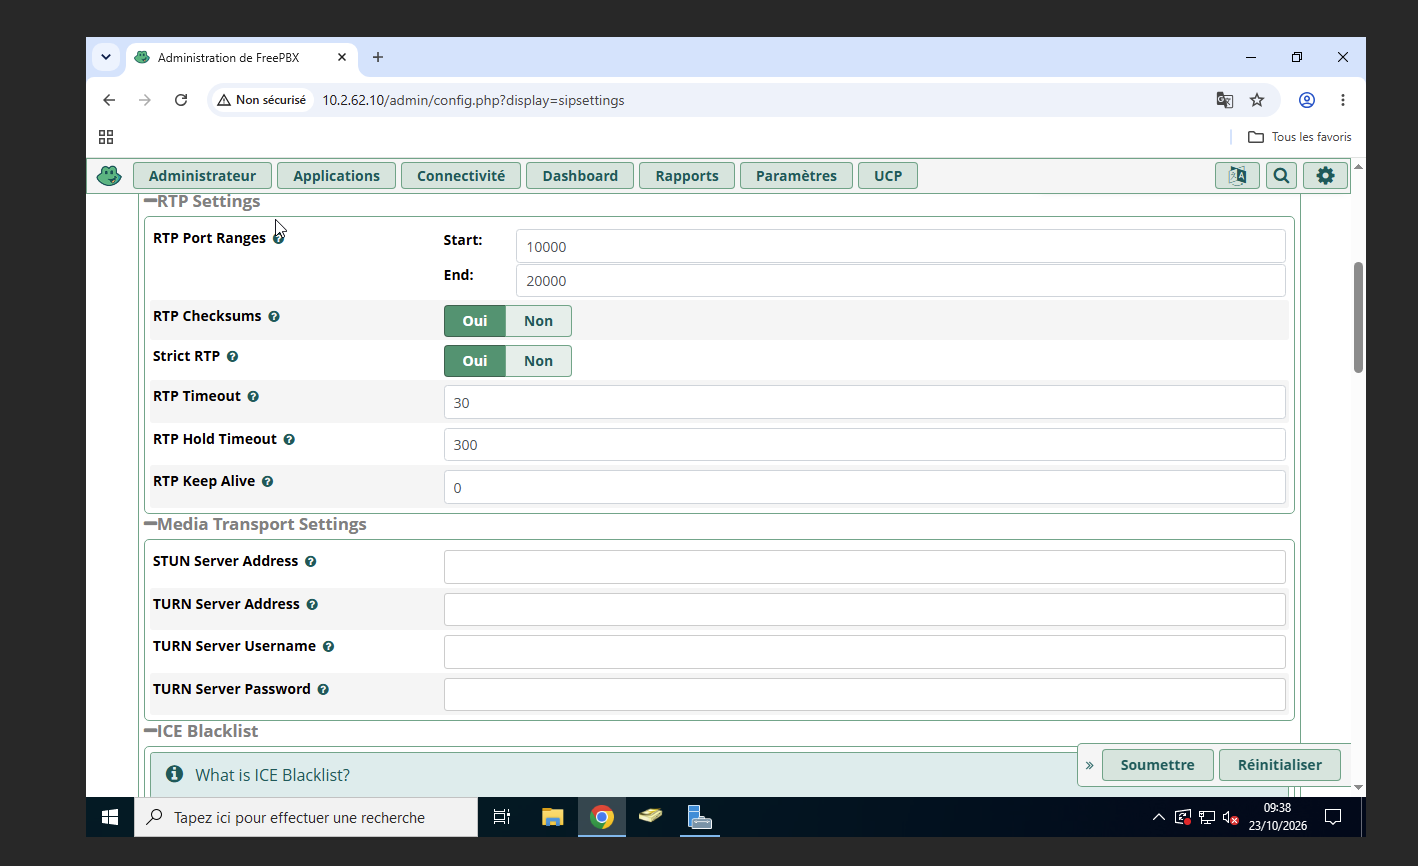 Administration de FreePBX
Non sécurisé 10.2.62.10/admin/config.php?display=sipsettings
Tous les favoris
Administrateur Applications Connectivité Dashboard Rapports Paramètres UCP
RTP Settings
RTP Port Ranges Start: 10000
End: 20000
RTP Checksums Oui Non
Strict RTP Oui Non
RTP Timeout 30
RTP Hold Timeout 300
RTP Keep Alive 0
Media Transport Settings
STUN Server Address
TURN Server Address
TURN Server Username
TURN Server Password
ICE Blacklist
What is ICE Blacklist?
» Soumettre Réinitialiser
Tapez ici pour effectuer une recherche
09:38
23/10/2026